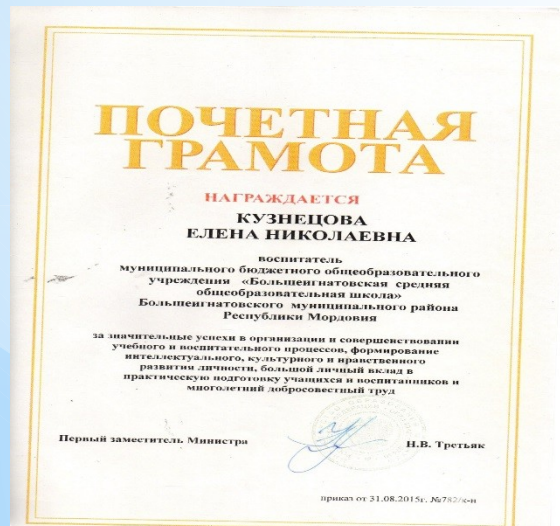 ПОЧЕТНАЯ
ГРАМОТА
НАГРАЖДАЕТСЯ
КУЗНЕЦОВА
ЕЛЕНА НИКОЛАЕВНА
воспитатель
муниципального бюджетного общеобразовательного
учреждения «Большеигнатовская средняя
общеобразовательная школа»
Большеигнатовского муниципального района
Республики Мордовия
за значительные успехи в организации и совершенствовании
учебного и воспитательного процессов, формирование
интеллектуального, культурного и нравственного
развития личности, большой личный вклад в
практическую подготовку учащихся и воспитанников и
многолетний добросовестный труд
Первый заместитель Министра
Н.В. Третьяк
приказ от 31.08.2015г. №782/к-н